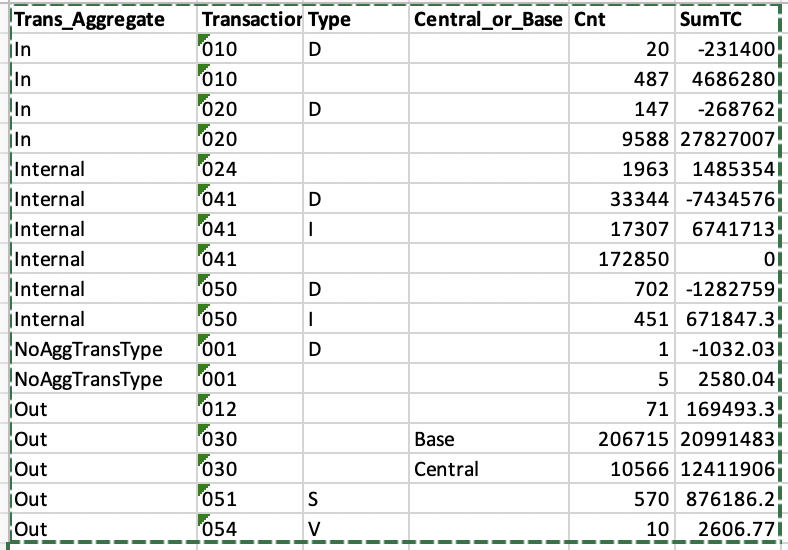 Trans_Aggregate Transaction Type Central_or_Base Cnt SumTC
In 010 D 20 -231400
In 010 487 4686280
In 020 D 147 -268762
In 020 9588 27827007
Internal 024 1963 1485354
Internal 041 D 33344 -7434576
Internal 041 I 17307 6741713
Internal 041 172850 0
Internal 050 D 702 -1282759
Internal 050 I 451 671847.3
NoAggTransType 001 D 1 -1032.03
NoAggTransType 001 5 2580.04
Out 012 71 169493.3
Out 030 Base 206715 20991483
Out 030 Central 10566 12411906
Out 051 S 570 876186.2
Out 054 V 10 2606.77